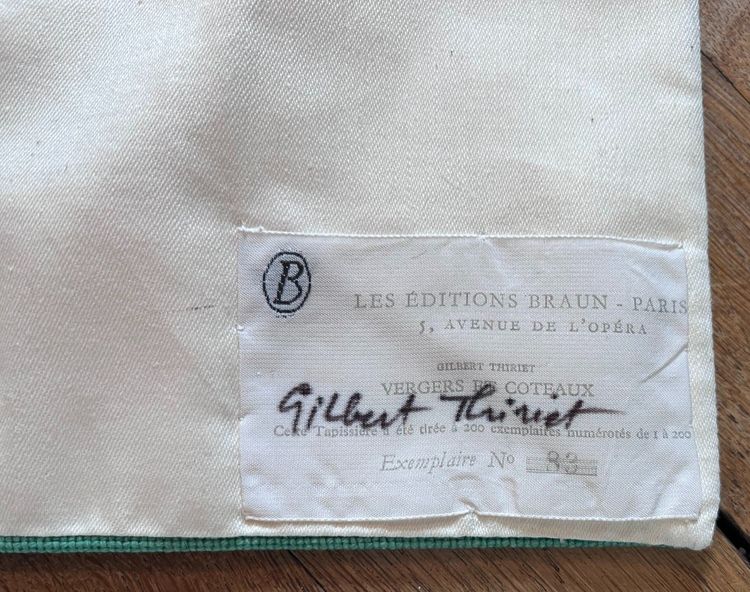 B
LES ÉDITIONS BRAUN - PARIS
5, AVENUE DE L'OPÉRA
GILBERT THIRIET
VERGERS ET COTEAUX
Gilbert Thiriet
Cette Tapisserie a été tirée à 200 exemplaires numérotés de 1 à 200
Exemplaire No 83